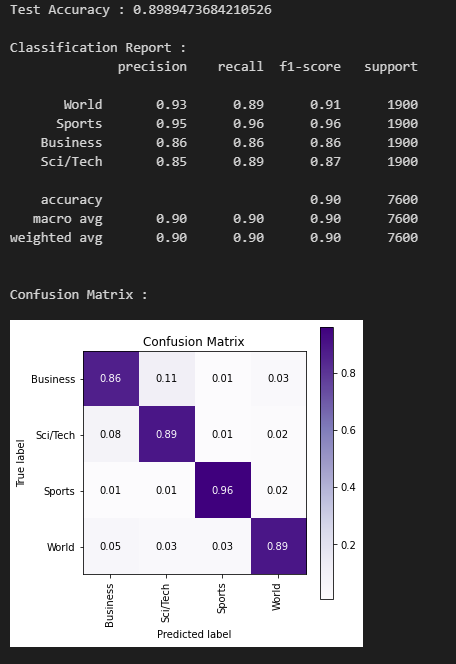 Test Accuracy : 0.8989473684210526
Classification Report :
precision recall f1-score support
World 0.93 0.89 0.91 1900
Sports 0.95 0.96 0.96 1900
Business 0.86 0.86 0.86 1900
Sci/Tech 0.85 0.89 0.87 1900
accuracy 0.90 7600
macro avg 0.90 0.90 0.90 7600
weighted avg 0.90 0.90 0.90 7600
Confusion Matrix :
Confusion Matrix
Business 0.86 0.11 0.01 0.03
Sci/Tech 0.08 0.89 0.01 0.02
Sports 0.01 0.01 0.96 0.02
World 0.05 0.03 0.03 0.89
Business Sci/Tech Sports World
True label
Predicted label
0.8
0.6
0.4
0.2